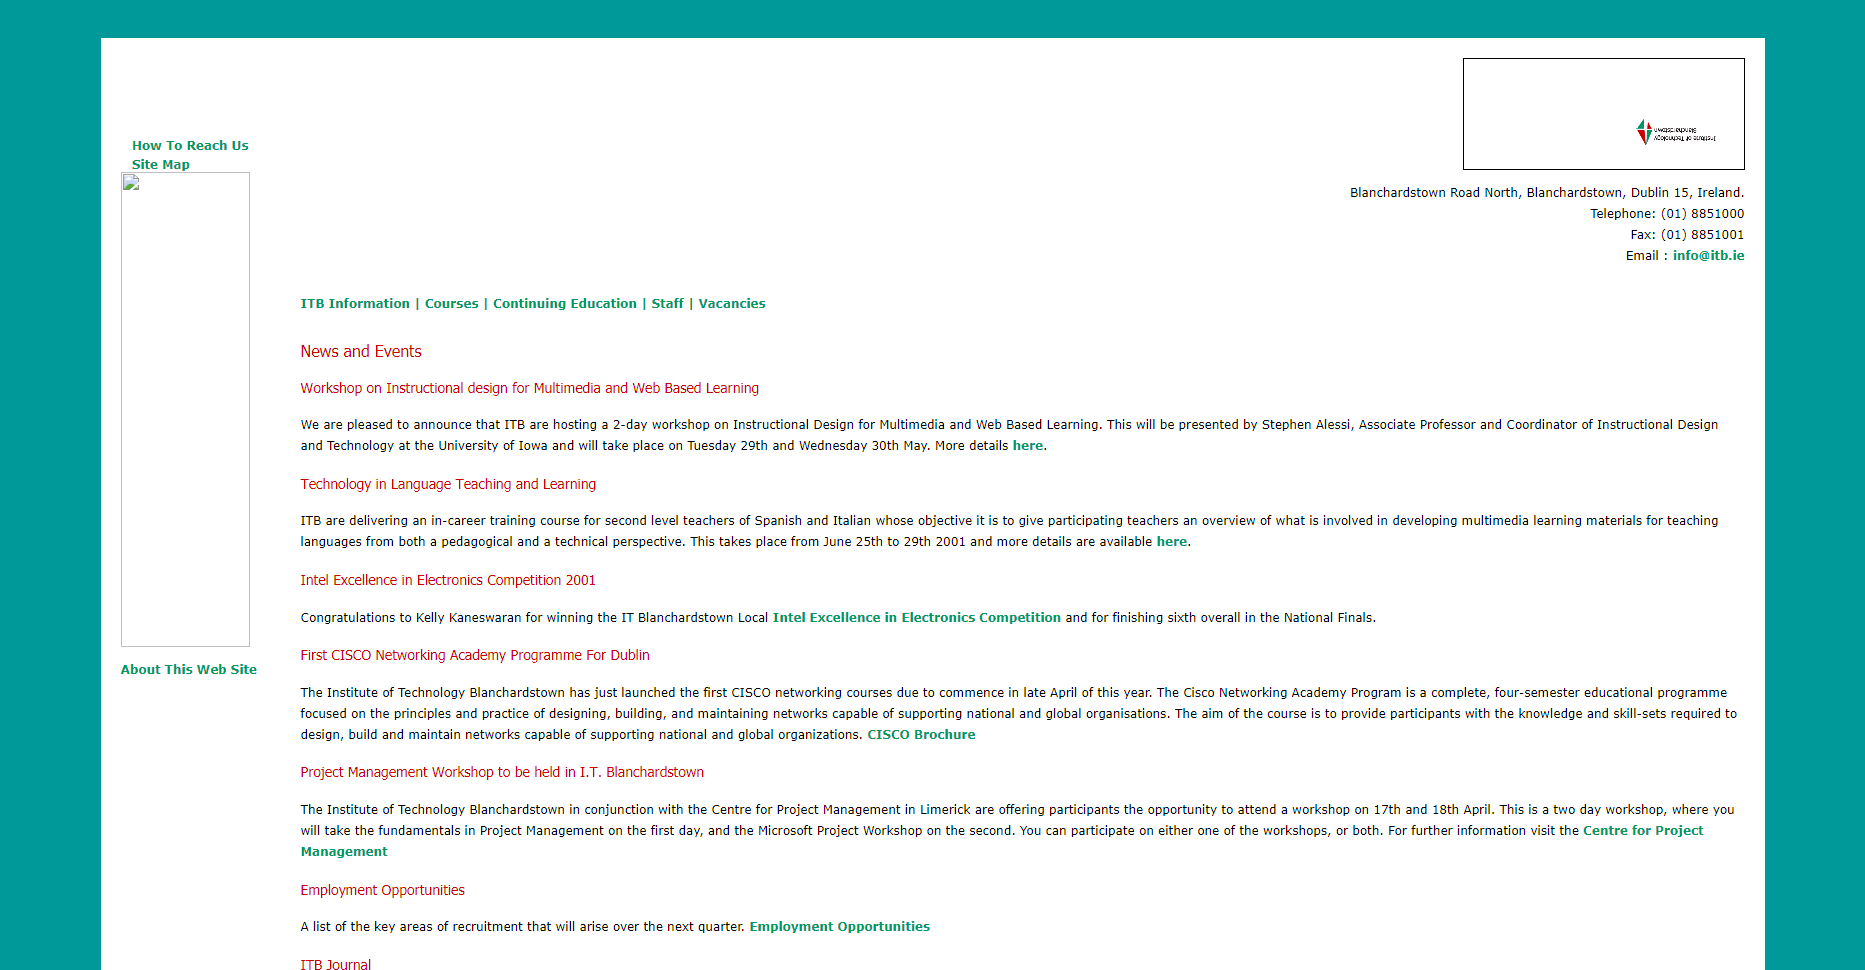 Institute of Technology
Blanchardstown
How To Reach Us
Site Map
Blanchardstown Road North, Blanchardstown, Dublin 15, Ireland.
Telephone: (01) 8851000
Fax: (01) 8851001
Email : info@itb.ie
ITB Information | Courses | Continuing Education | Staff | Vacancies
News and Events
Workshop on Instructional design for Multimedia and Web Based Learning
We are pleased to announce that ITB are hosting a 2-day workshop on Instructional Design for Multimedia and Web Based Learning. This will be presented by Stephen Alessi, Associate Professor and Coordinator of Instructional Design
and Technology at the University of Iowa and will take place on Tuesday 29th and Wednesday 30th May. More details here.
Technology in Language Teaching and Learning
ITB are delivering an in-career training course for second level teachers of Spanish and Italian whose objective it is to give participating teachers an overview of what is involved in developing multimedia learning materials for teaching
languages from both a pedagogical and a technical perspective. This takes place from June 25th to 29th 2001 and more details are available here.
Intel Excellence in Electronics Competition 2001
Congratulations to Kelly Kaneswaran for winning the IT Blanchardstown Local Intel Excellence in Electronics Competition and for finishing sixth overall in the National Finals.
First CISCO Networking Academy Programme For Dublin
About This Web Site
The Institute of Technology Blanchardstown has just launched the first CISCO networking courses due to commence in late April of this year. The Cisco Networking Academy Program is a complete, four-semester educational programme
focused on the principles and practice of designing, building, and maintaining networks capable of supporting national and global organisations. The aim of the course is to provide participants with the knowledge and skill-sets required to
design, build and maintain networks capable of supporting national and global organizations. CISCO Brochure
Project Management Workshop to be held in I.T. Blanchardstown
The Institute of Technology Blanchardstown in conjunction with the Centre for Project Management in Limerick are offering participants the opportunity to attend a workshop on 17th and 18th April. This is a two day workshop, where you
will take the fundamentals in Project Management on the first day, and the Microsoft Project Workshop on the second. You can participate on either one of the workshops, or both. For further information visit the Centre for Project
Management
Employment Opportunities
A list of the key areas of recruitment that will arise over the next quarter. Employment Opportunities
ITB Journal